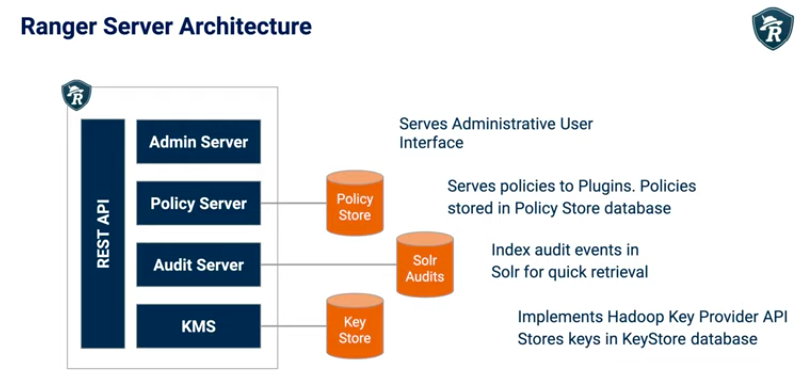 Ranger Server Architecture
R
R
REST API
Admin Server
Serves Administrative User
Interface
Policy Server
Policy
Store
Serves policies to Plugins. Policies
stored in Policy Store database
Audit Server
Solr
Audits
Index audit events in
Solr for quick retrieval
KMS
Key
Store
Implements Hadoop Key Provider API
Stores keys in KeyStore database